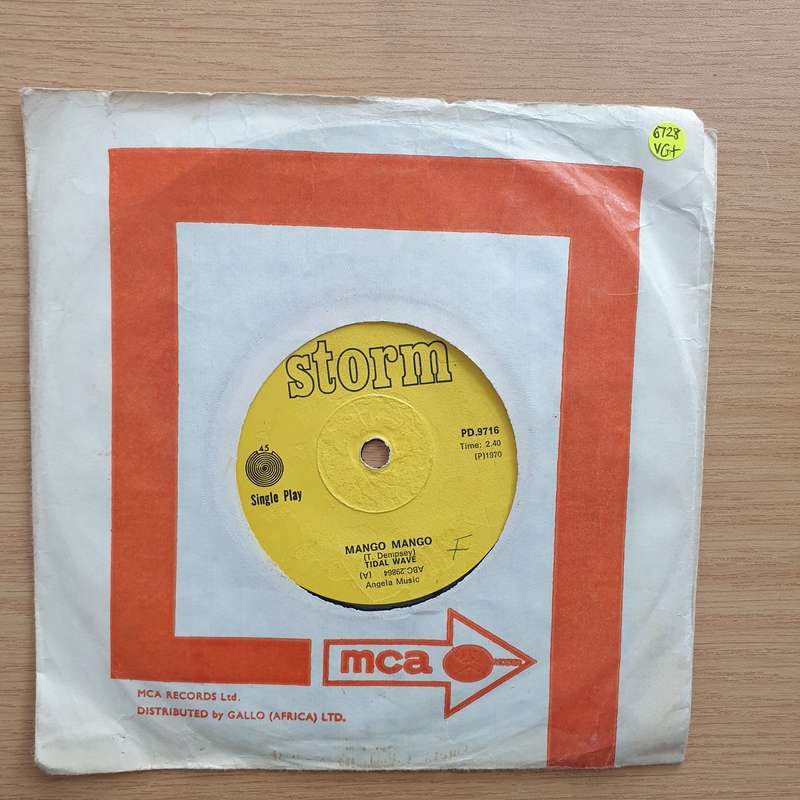 6728
VG+
storm
45
Single Play
PD.9716
Time: 2.40
(P)1970
MANGO MANGO
(T. Dempsey)
TIDAL WAVE
ABC.29864 (A)
Angela Music
F
mca
MCA RECORDS Ltd.
DISTRIBUTED by GALLO (AFRICA) LTD.